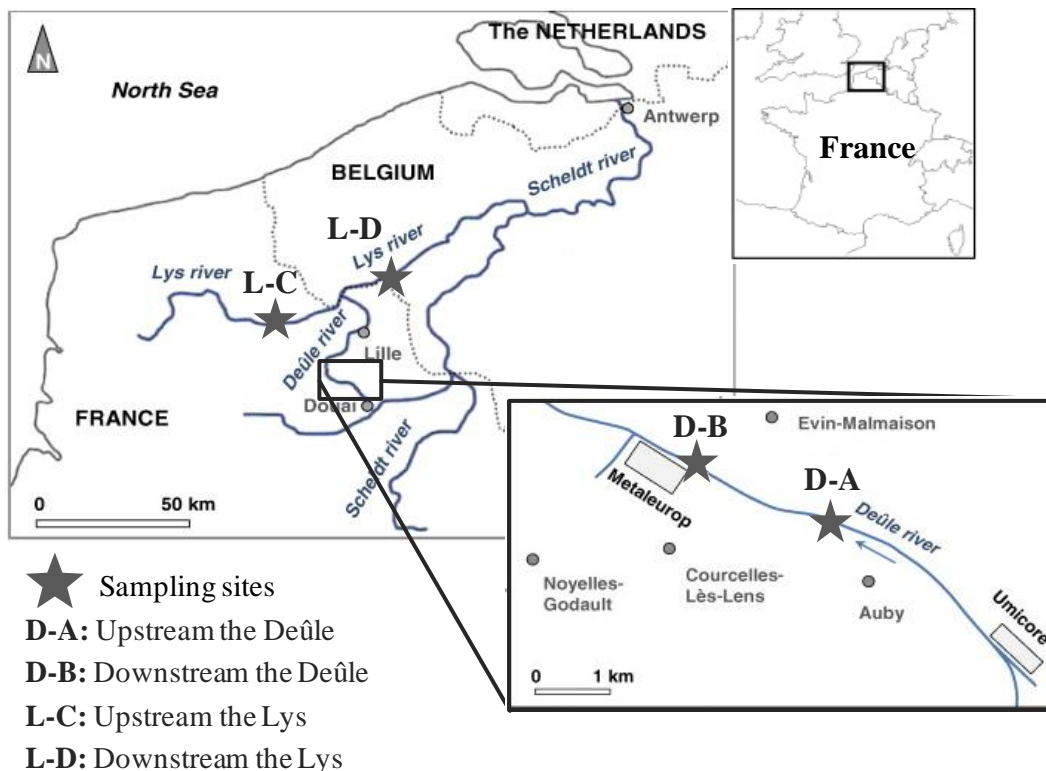 N
The NETHERLANDS
North Sea
Antwerp
BELGIUM
Scheldt river
France
L-D
Lys river
Lys river
L-C
Deûle river
Lille
Douai
FRANCE
Scheldt river
0 50 km
D-B
Evin-Malmaison
D-A
Metaleurop
Deûle river
Noyelles-
Godault
Courcelles-
Lès-Lens
Auby
Umicore
0 1 km
Sampling sites
D-A: Upstream the Deûle
D-B: Downstream the Deûle
L-C: Upstream the Lys
L-D: Downstream the Lys